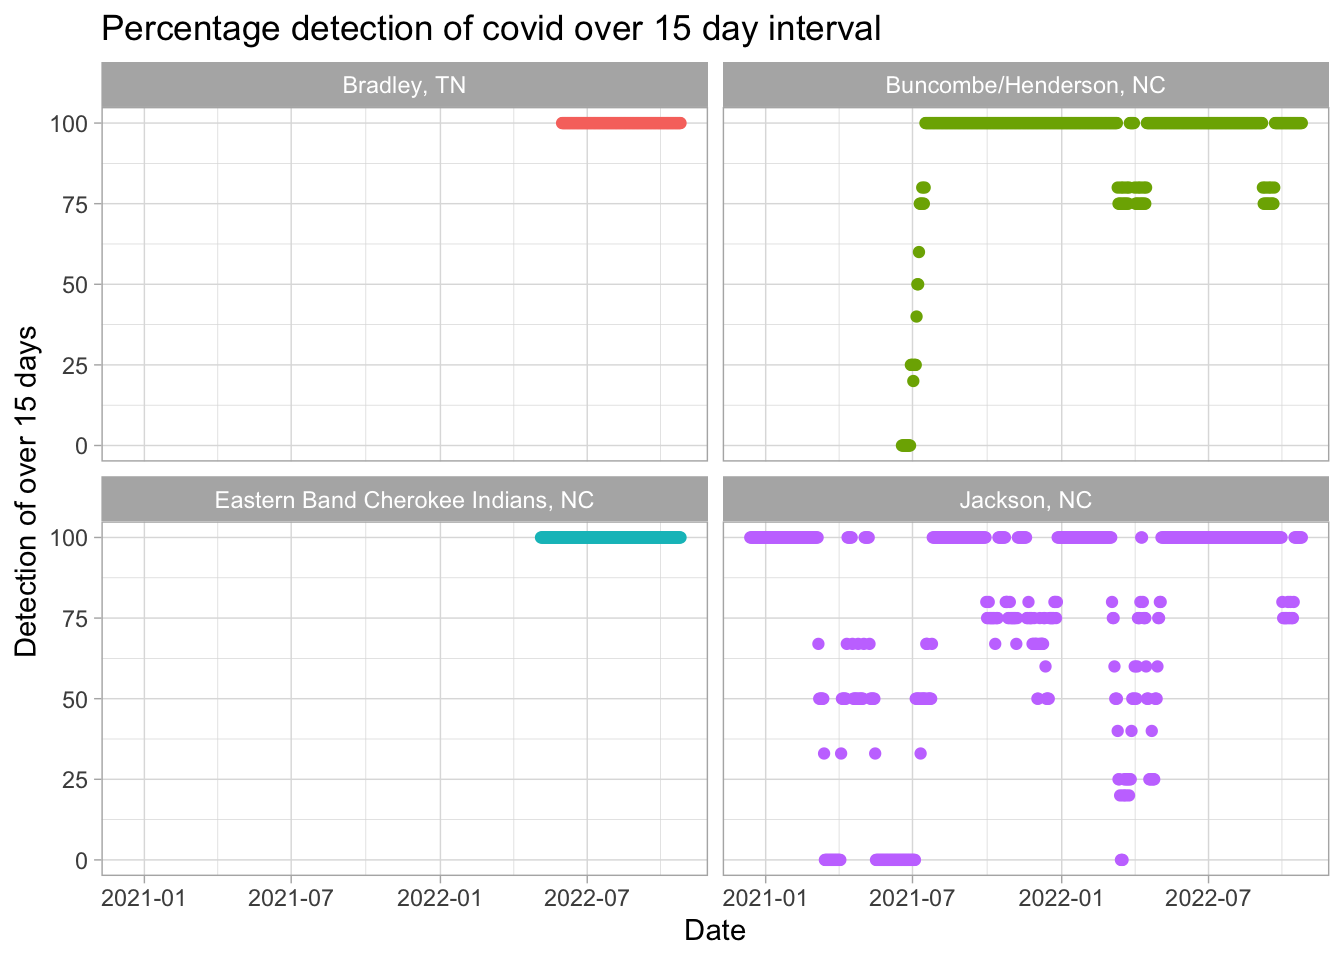 Percentage detection of covid over 15 day interval
Bradley, TN
Buncombe/Henderson, NC
100
75
50
25
0
Eastern Band Cherokee Indians, NC
Jackson, NC
100
75
50
25
0
Detection of over 15 days
2021-01 2021-07 2022-01 2022-07
2021-01 2021-07 2022-01 2022-07
Date